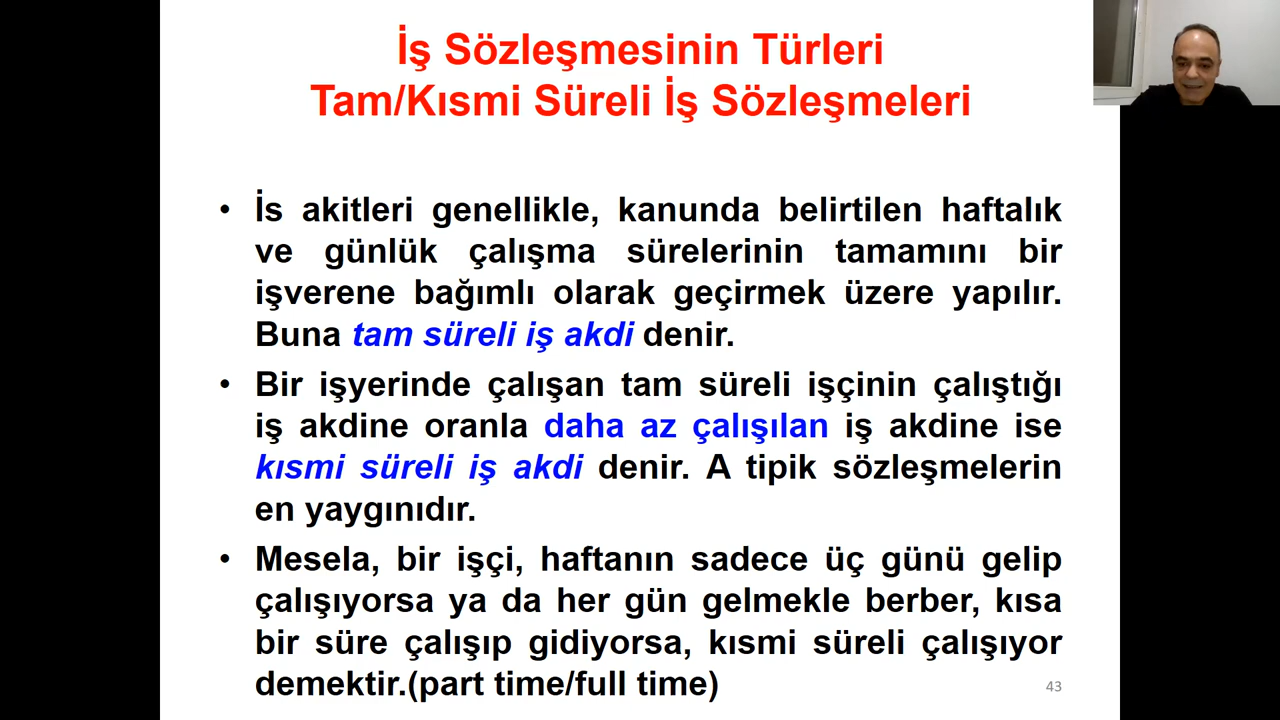 İş Sözleşmesinin Türleri
Tam/Kısmi Süreli İş Sözleşmeleri
• İs akitleri genellikle, kanunda belirtilen haftalık
ve günlük çalışma sürelerinin tamamını bir
işverene bağımlı olarak geçirmek üzere yapılır.
Buna tam süreli iş akdi denir.
• Bir işyerinde çalışan tam süreli işçinin çalıştığı
iş akdine oranla daha az çalışılan iş akdine ise
kısmi süreli iş akdi denir. A tipik sözleşmelerin
en yaygınıdır.
• Mesela, bir işçi, haftanın sadece üç günü gelip
çalışıyorsa ya da her gün gelmekle berber, kısa
bir süre çalışıp gidiyorsa, kısmi süreli çalışıyor
demektir.(part time/full time)
43